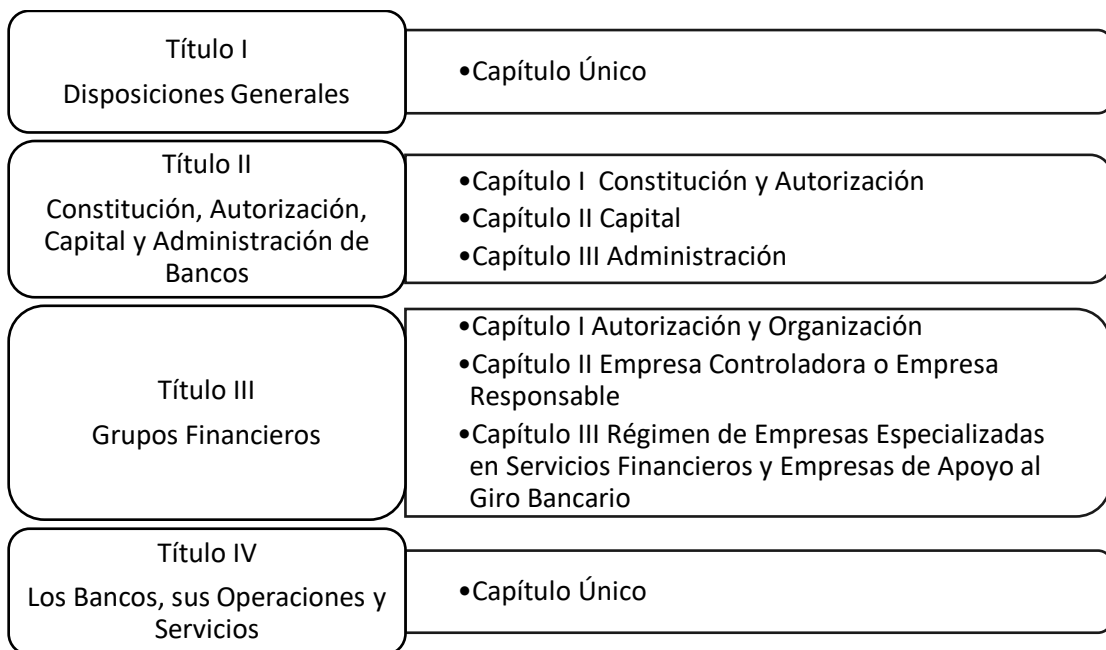 Título I
Disposiciones Generales
•Capítulo Único
Título II
Constitución, Autorización,
Capital y Administración de
Bancos
•Capítulo I  Constitución y Autorización
•Capítulo II Capital
•Capítulo III Administración
Título III
Grupos Financieros
•Capítulo I Autorización y Organización
•Capítulo II Empresa Controladora o Empresa
Responsable
•Capítulo III Régimen de Empresas Especializadas
en Servicios Financieros y Empresas de Apoyo al
Giro Bancario
Título IV
Los Bancos, sus Operaciones y
Servicios
•Capítulo Único